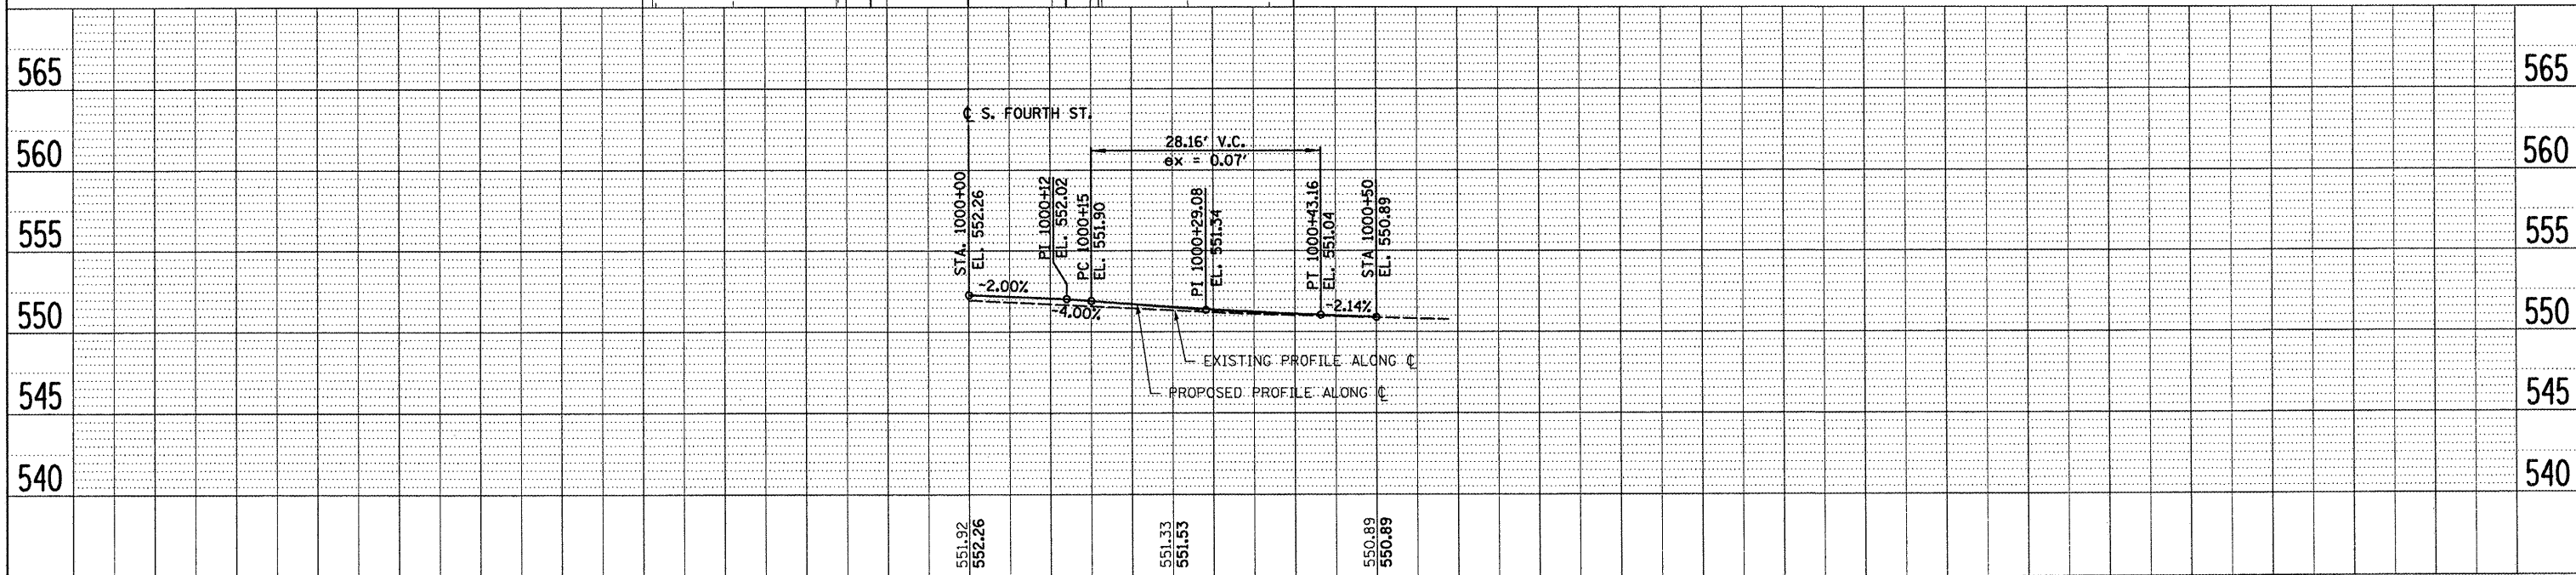 565
565
℄ S. FOURTH ST.
560
28.16' V.C.
560
ex = 0.07'
STA. 1000+00
EL. 552.26
PI 1000+12
EL. 552.02
PC 1000+15
EL. 551.90
PI 1000+29.08
EL. 551.34
PT 1000+43.16
EL. 551.04
STA 1000+50
EL. 550.89
555
555
-2.00%
-4.00%
-2.14%
550
550
EXISTING PROFILE ALONG ℄
PROPOSED PROFILE ALONG ℄
545
545
540
540
551.92
552.26
551.33
551.53
550.89
550.89